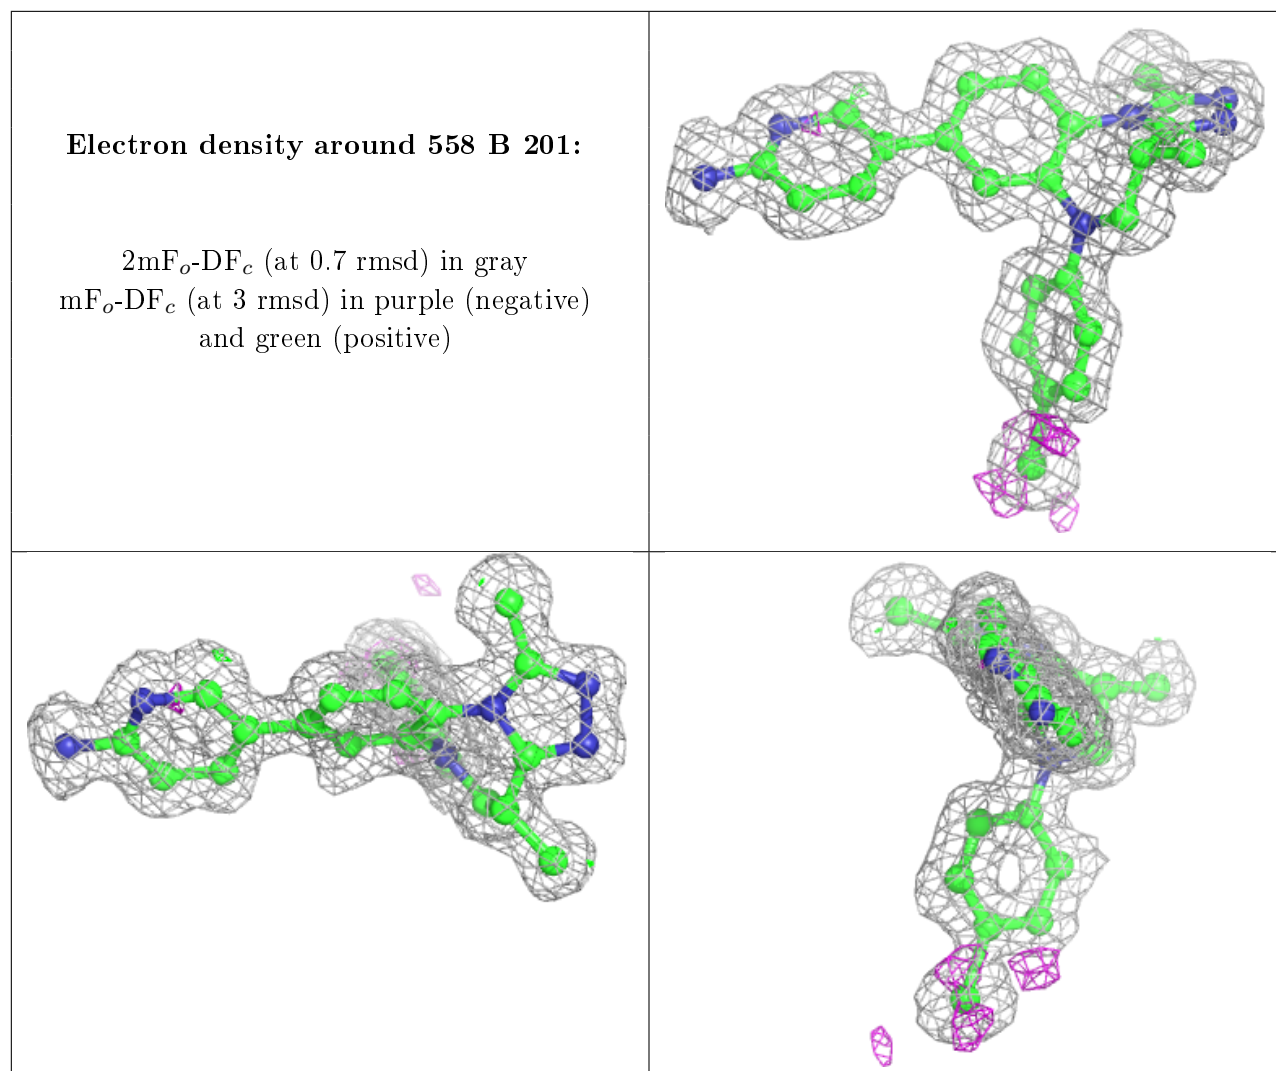 Electron density around 558 B 201:
2mFo-DFc (at 0.7 rmsd) in gray
mFo-DFc (at 3 rmsd) in purple (negative)
and green (positive)